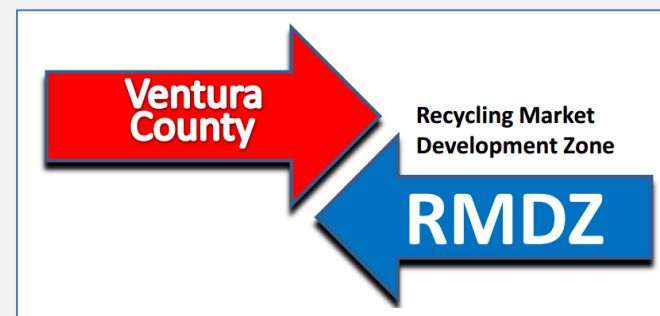 Ventura
County
Recycling Market
Development Zone
RMDZ